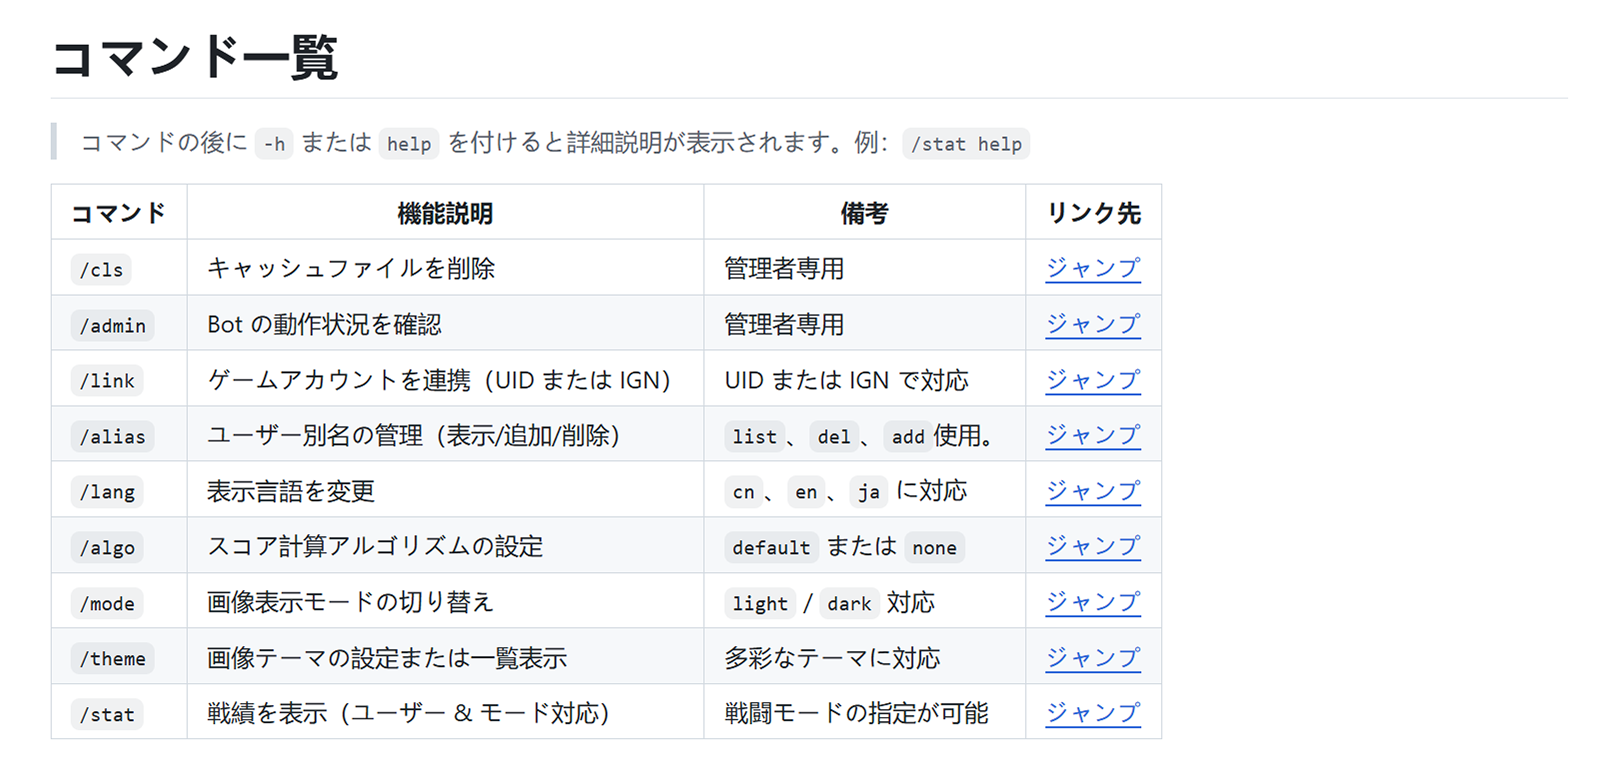 コマンド一覧
コマンドの後に -h または help を付けると詳細説明が表示されます。例： /stat help
コマンド 機能説明 備考 リンク先
/cls キャッシュファイルを削除 管理者専用 ジャンプ
/admin Bot の動作状況を確認 管理者専用 ジャンプ
/link ゲームアカウントを連携（UID または IGN） UID または IGN で対応 ジャンプ
/alias ユーザー別名の管理（表示/追加/削除） list 、 del 、 add 使用。 ジャンプ
/lang 表示言語を変更 cn 、 en 、 ja に対応 ジャンプ
/algo スコア計算アルゴリズムの設定 default または none ジャンプ
/mode 画像表示モードの切り替え light / dark 対応 ジャンプ
/theme 画像テーマの設定または一覧表示 多彩なテーマに対応 ジャンプ
/stat 戦績を表示（ユーザー & モード対応） 戦闘モードの指定が可能 ジャンプ